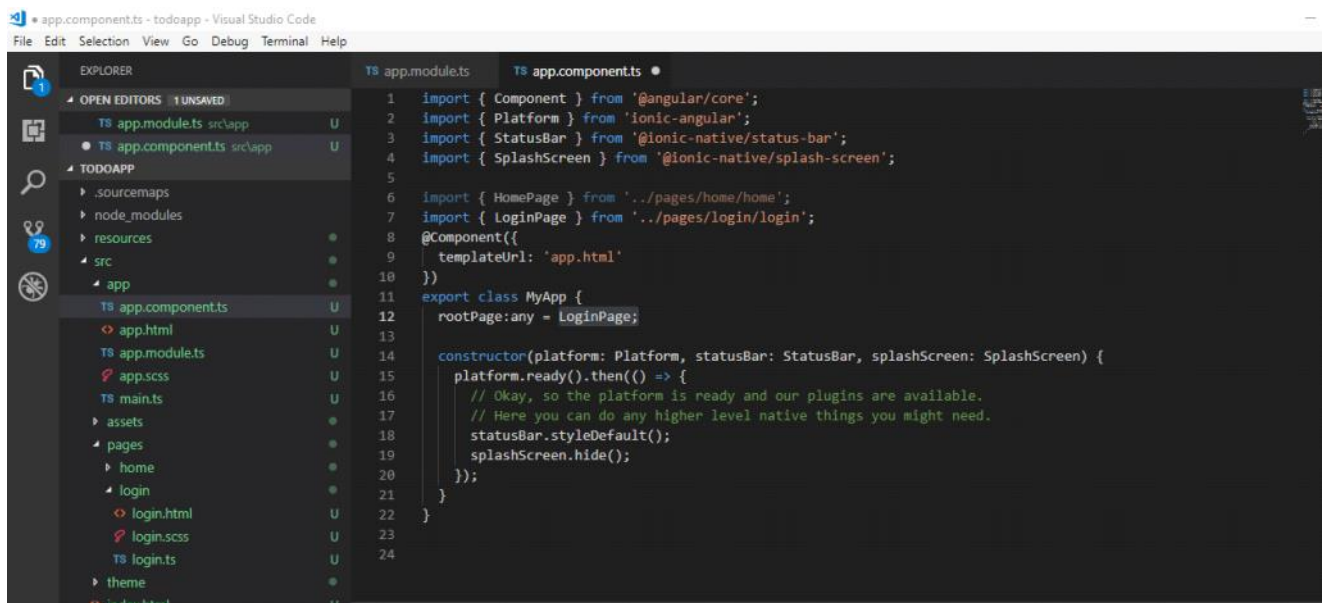 app.component.ts - todoapp - Visual Studio Code
File Edit Selection View Go Debug Terminal Help
EXPLORER
OPEN EDITORS 1 UNSAVED
TS app.module.ts src\app U
TS app.component.ts src\app U
TODOAPP
.sourcemaps
node_modules
resources
src
app
TS app.component.ts U
<> app.html U
TS app.module.ts U
app.scss U
TS main.ts U
assets
pages
home
login
<> login.html U
login.scss U
TS login.ts U
theme
1
79
TS app.module.ts TS app.component.ts
1 import { Component } from '@angular/core';
2 import { Platform } from 'ionic-angular';
3 import { StatusBar } from '@ionic-native/status-bar';
4 import { SplashScreen } from '@ionic-native/splash-screen';
5
6 import { HomePage } from '../pages/home/home';
7 import { LoginPage } from '../pages/login/login';
8 @Component({
9 templateUrl: 'app.html'
10 })
11 export class MyApp {
12 rootPage:any = LoginPage;
13
14 constructor(platform: Platform, statusBar: StatusBar, splashScreen: SplashScreen) {
15 platform.ready().then(() => {
16 // Okay, so the platform is ready and our plugins are available.
17 // Here you can do any higher level native things you might need.
18 statusBar.styleDefault();
19 splashScreen.hide();
20 });
21 }
22 }
23
24